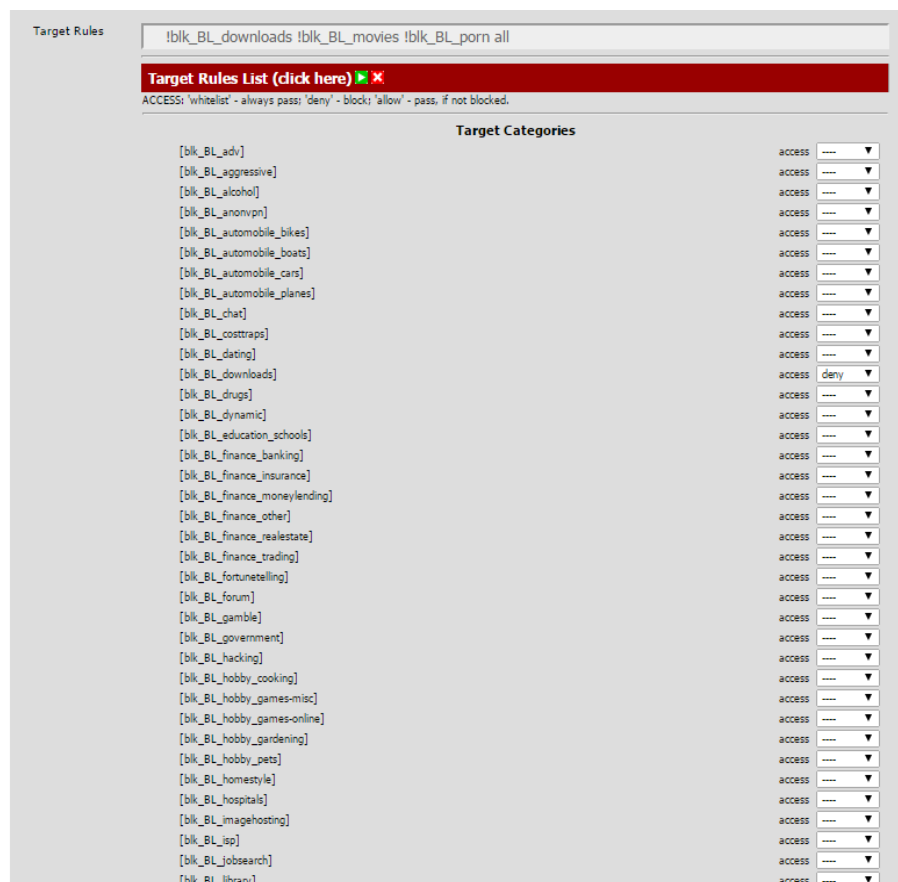 Target Rules
!blk_BL_downloads !blk_BL_movies !blk_BL_porn all
Target Rules List (click here)
ACCESS: 'whitelist' - always pass; 'deny' - block; 'allow' - pass, if not blocked.
Target Categories
[blk_BL_adv] access ----
[blk_BL_aggressive] access ----
[blk_BL_alcohol] access ----
[blk_BL_anonvpn] access ----
[blk_BL_automobile_bikes] access ----
[blk_BL_automobile_boats] access ----
[blk_BL_automobile_cars] access ----
[blk_BL_automobile_planes] access ----
[blk_BL_chat] access ----
[blk_BL_costtraps] access ----
[blk_BL_dating] access ----
[blk_BL_downloads] access deny
[blk_BL_drugs] access ----
[blk_BL_dynamic] access ----
[blk_BL_education_schools] access ----
[blk_BL_finance_banking] access ----
[blk_BL_finance_insurance] access ----
[blk_BL_finance_moneylending] access ----
[blk_BL_finance_other] access ----
[blk_BL_finance_realestate] access ----
[blk_BL_finance_trading] access ----
[blk_BL_fortunetelling] access ----
[blk_BL_forum] access ----
[blk_BL_gamble] access ----
[blk_BL_government] access ----
[blk_BL_hacking] access ----
[blk_BL_hobby_cooking] access ----
[blk_BL_hobby_games-misc] access ----
[blk_BL_hobby_games-online] access ----
[blk_BL_hobby_gardening] access ----
[blk_BL_hobby_pets] access ----
[blk_BL_homestyle] access ----
[blk_BL_hospitals] access ----
[blk_BL_imagehosting] access ----
[blk_BL_isp] access ----
[blk_BL_jobsearch] access ----
[blk_BL_library] access ----